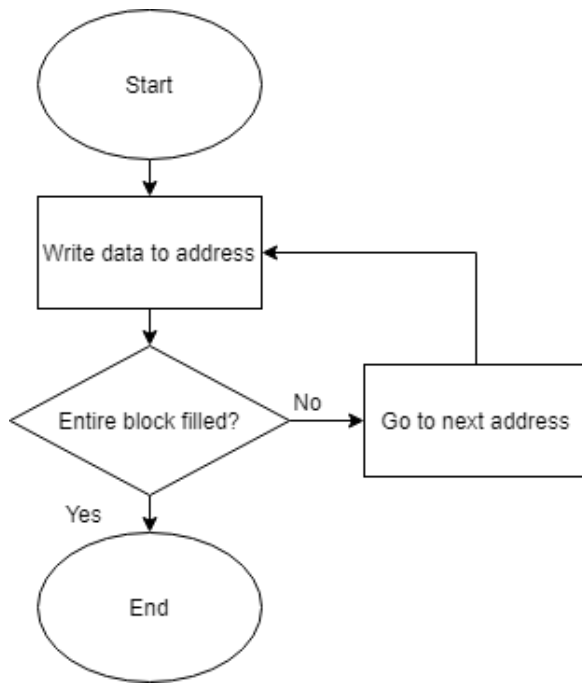 Start
Write data to address
Entire block filled?
No
Go to next address
Yes
End